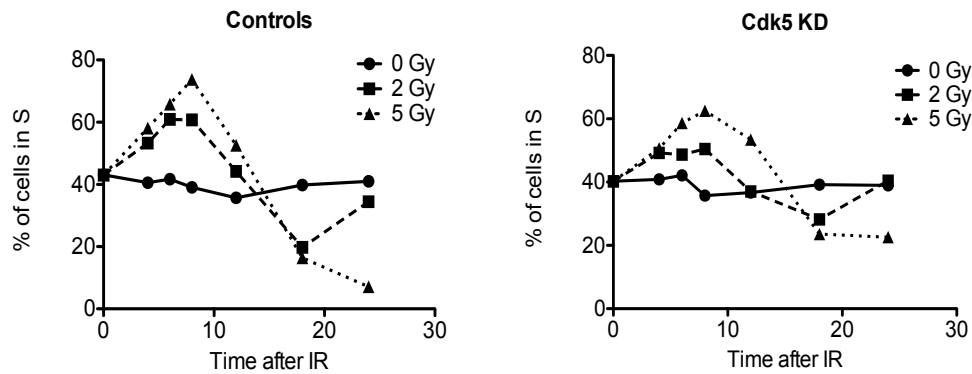 Controls
% of cells in S
80
60
40
20
0
0 10 20 30
Time after IR
0 Gy
2 Gy
5 Gy
Cdk5 KD
% of cells in S
80
60
40
20
0
0 10 20 30
Time after IR
0 Gy
2 Gy
5 Gy